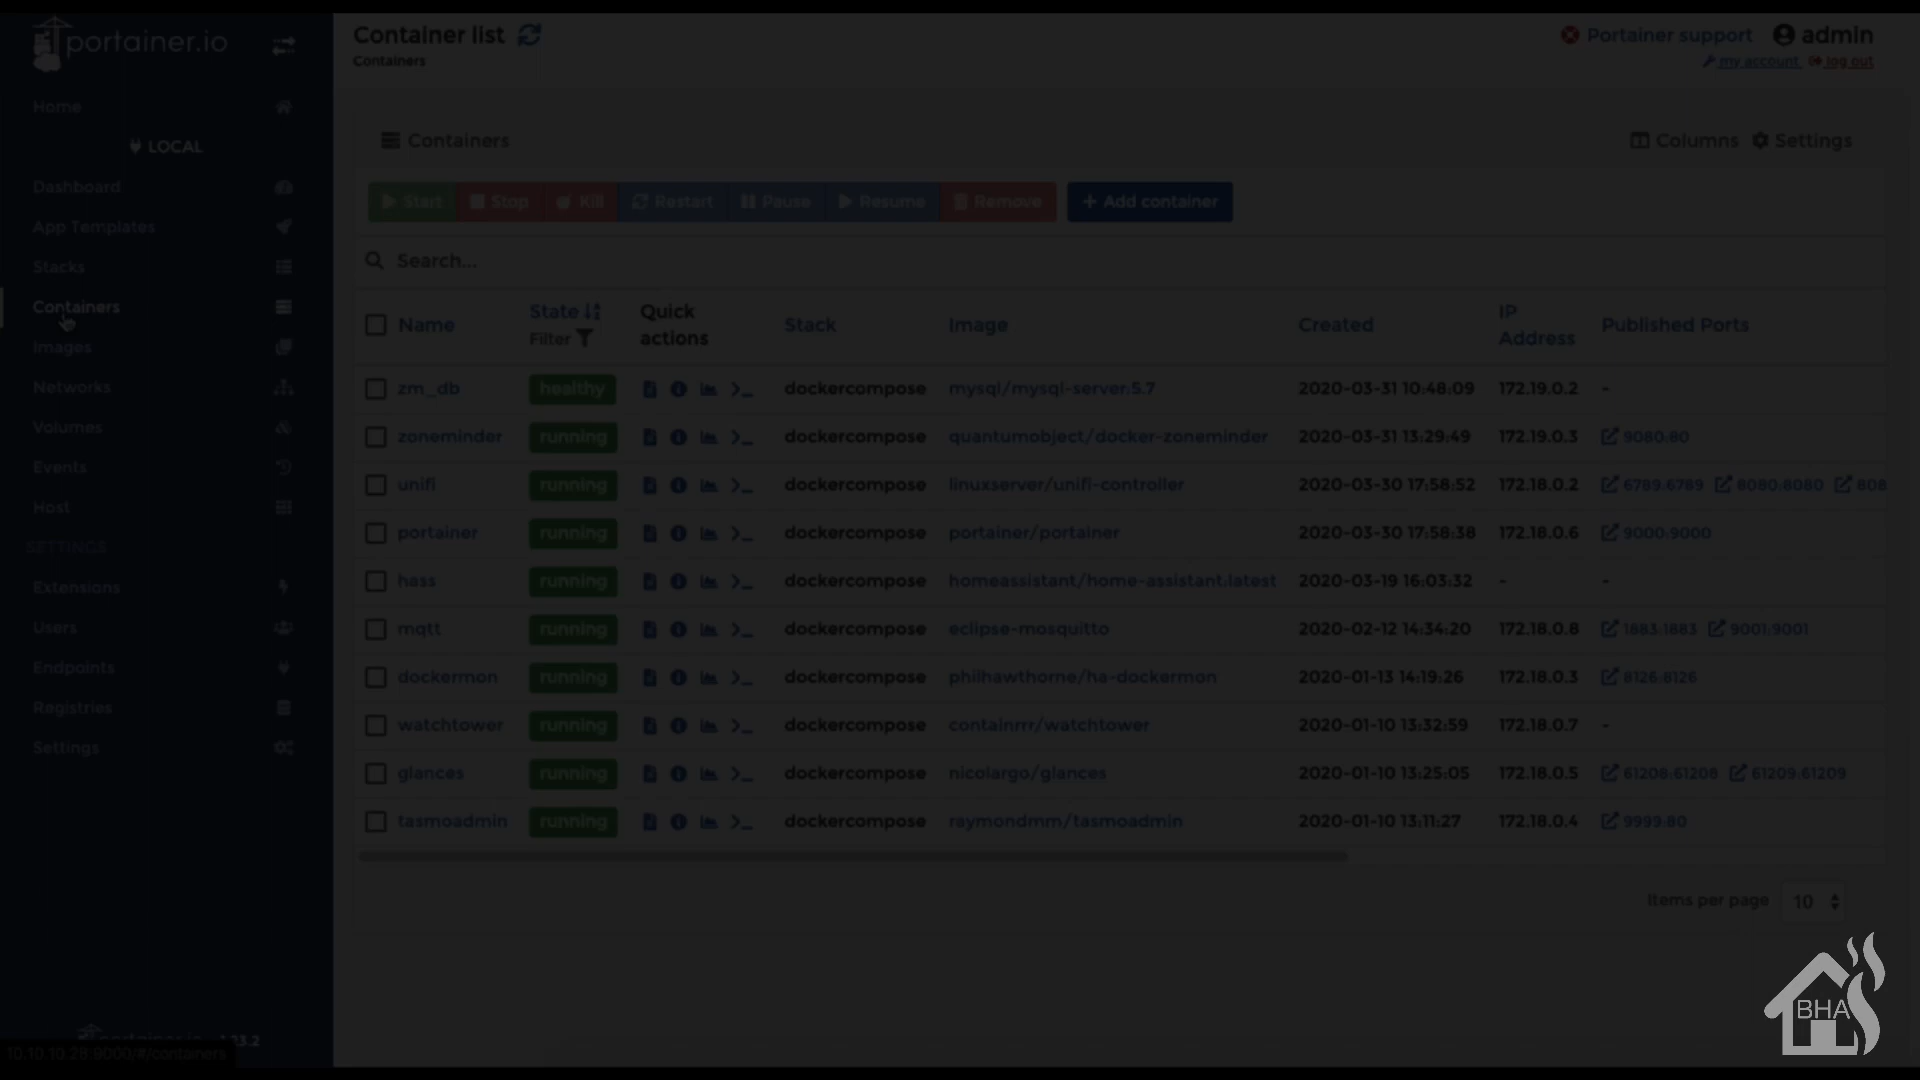 portainer.io
Container list
Containers
Portainer support
admin
my account
log out
Home
LOCAL
Dashboard
App Templates
Stacks
Containers
Images
Networks
Volumes
Events
Host
SETTINGS
Extensions
Users
Endpoints
Registries
Settings
Containers
Columns
Settings
Start
Stop
Kill
Restart
Pause
Resume
Remove
+ Add container
Search...
Name
State
Filter
Quick actions
Stack
Image
Created
IP Address
Published Ports
zm_db healthy dockercompose mysql/mysql-server:5.7 2020-03-31 10:48:09 172.19.0.2 -
zoneminder running dockercompose quantumobject/docker-zoneminder 2020-03-31 13:29:49 172.19.0.3 9080:80
unifi running dockercompose linuxserver/unifi-controller 2020-03-30 17:58:52 172.18.0.2 6789:6789 8080:8080 808
portainer running dockercompose portainer/portainer 2020-03-30 17:58:38 172.18.0.6 9000:9000
hass running dockercompose homeassistant/home-assistant:latest 2020-03-19 16:03:32 - -
mqtt running dockercompose eclipse-mosquitto 2020-02-12 14:34:20 172.18.0.8 1883:1883 9001:9001
dockermon running dockercompose philhawthorne/ha-dockermon 2020-01-13 14:19:26 172.18.0.3 8126:8126
watchtower running dockercompose containrrr/watchtower 2020-01-10 13:32:59 172.18.0.7 -
glances running dockercompose nicolargo/glances 2020-01-10 13:25:05 172.18.0.5 61208:61208 61209:61209
tasmoadmin running dockercompose raymondmm/tasmoadmin 2020-01-10 13:11:27 172.18.0.4 9999:80
Items per page 10
BHA
portainer.io
10.10.10.28:9000/#/containers